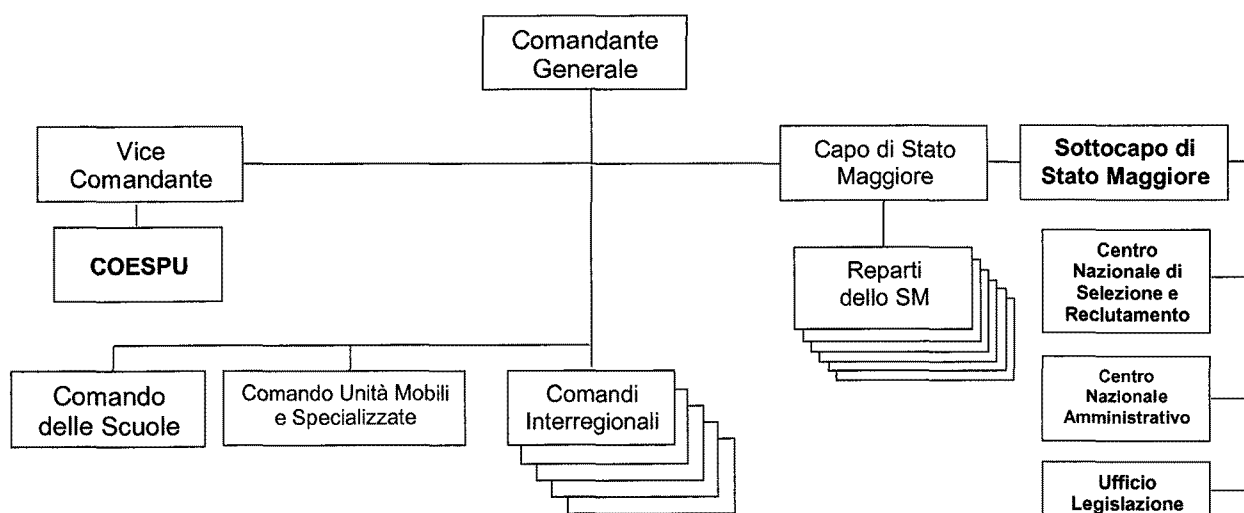 Comandante
Generale
Vice
Comandante
Capo di Stato
Maggiore
Sottocapo di
Stato Maggiore
COESPU
Reparti
dello SM
Centro
Nazionale di
Selezione e
Reclutamento
Comando
delle Scuole
Comando Unità Mobili
e Specializzate
Comandi
Interregionali
Centro
Nazionale
Amministrativo
Ufficio
Legislazione